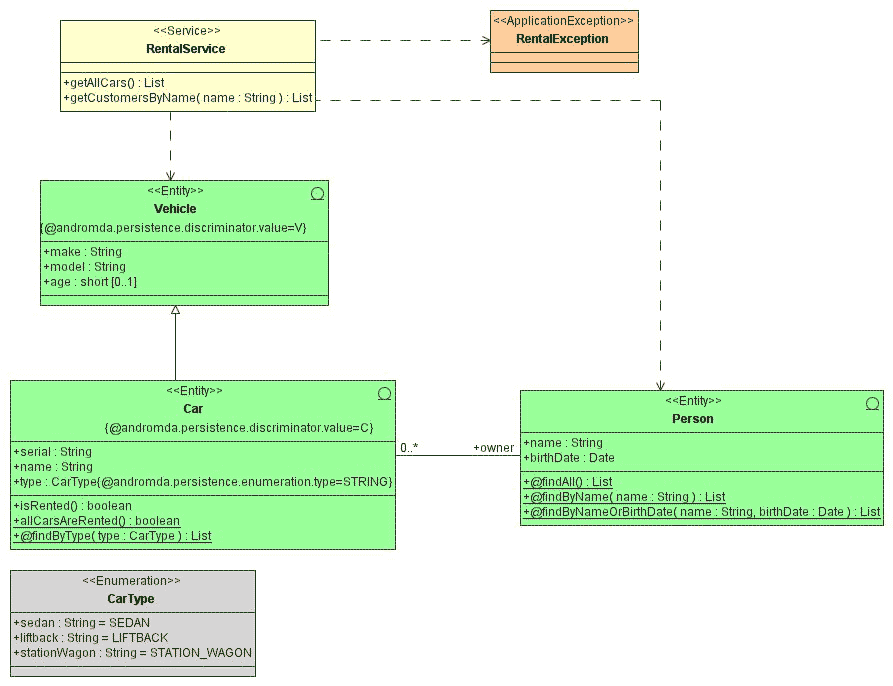 <<Service>>
RentalService
+getAllCars() : List
+getCustomersByName( name : String ) : List
<<ApplicationException>>
RentalException
<<Entity>>
Vehicle
{@andromda.persistence.discriminator.value=V}
+make : String
+model : String
+age : short [0..1]
<<Entity>>
Car
{@andromda.persistence.discriminator.value=C}
+serial : String
+name : String
+type : CarType{@andromda.persistence.enumeration.type=STRING}
+isRented() : boolean
+allCarsAreRented() : boolean
+@findByType( type : CarType ) : List
0..*
+owner
<<Entity>>
Person
+name : String
+birthDate : Date
+@findAll() : List
+@findByName( name : String ) : List
+@findByNameOrBirthDate( name : String, birthDate : Date ) : List
<<Enumeration>>
CarType
+sedan : String = SEDAN
+liftback : String = LIFTBACK
+stationWagon : String = STATION_WAGON